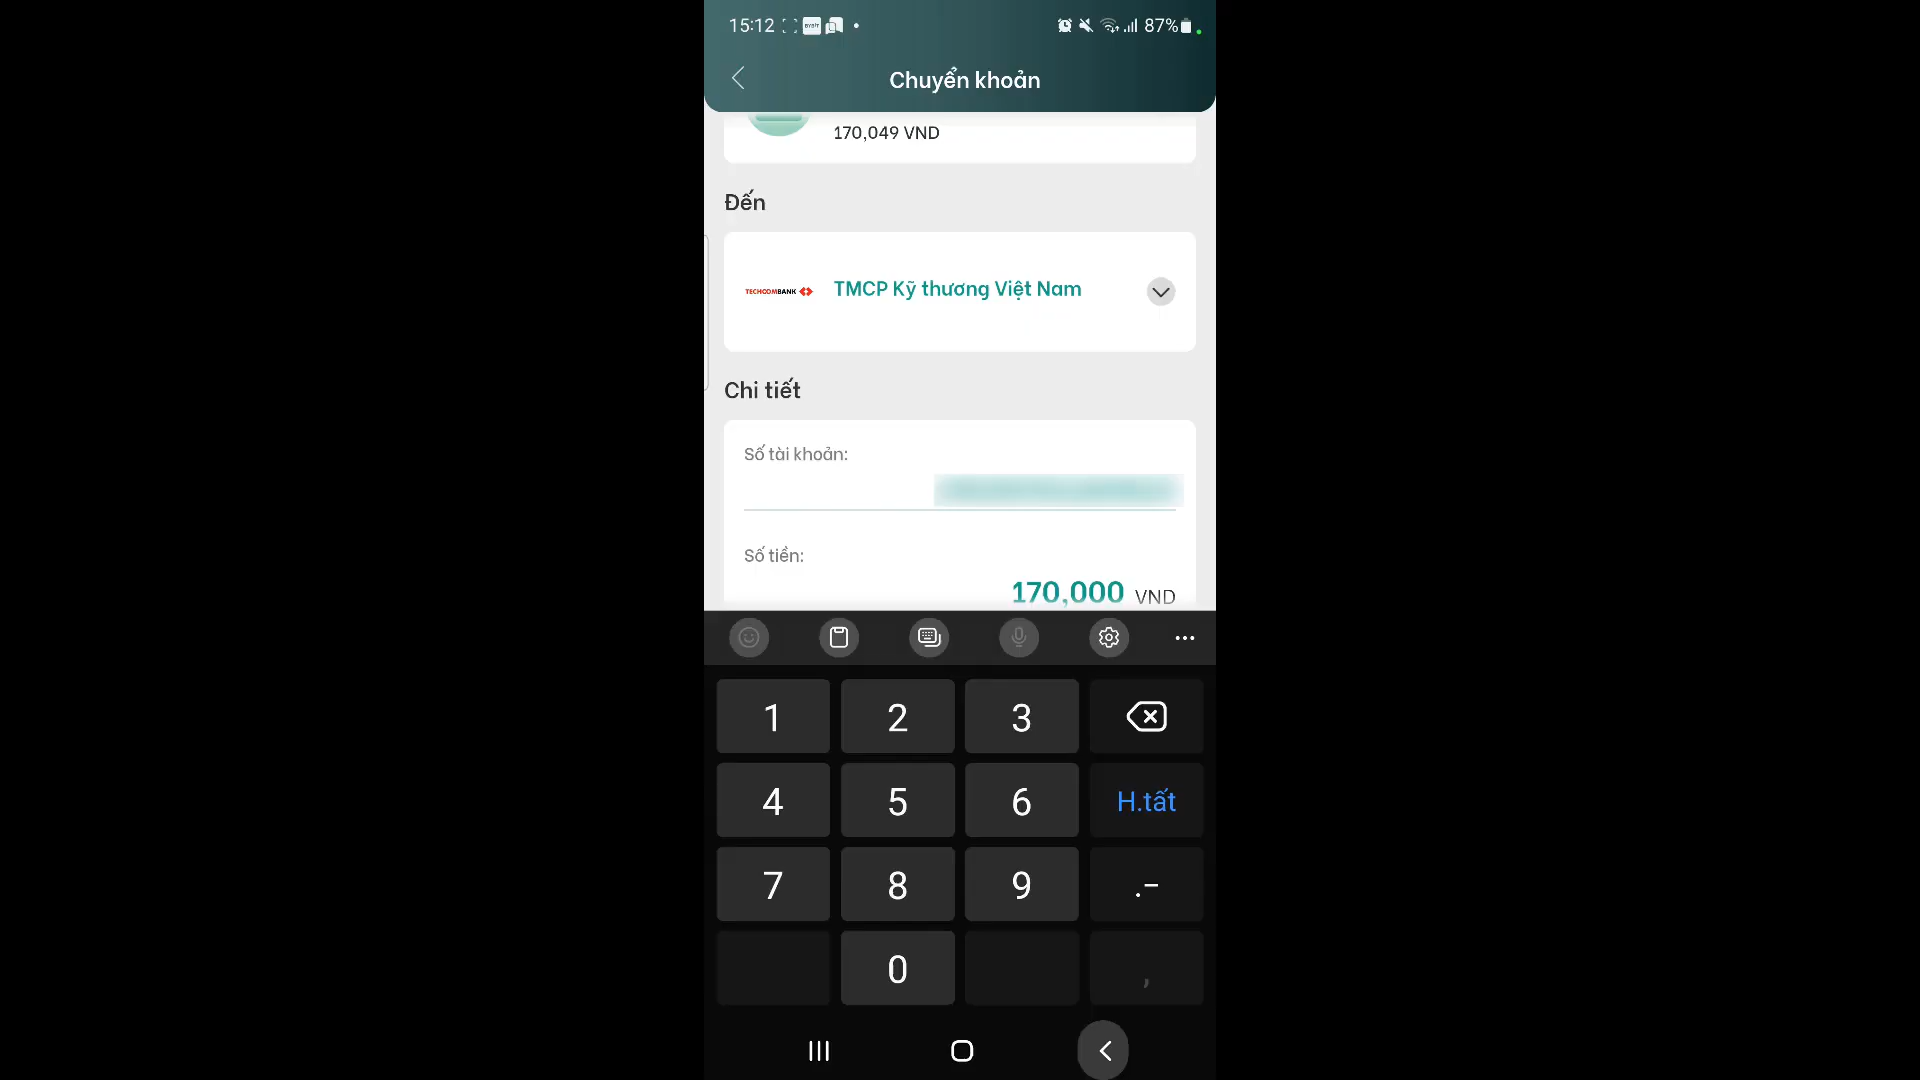 15:12 87%
Chuyển khoản
170,049 VND
Đến
TECHCOMBANK TMCP Kỹ thương Việt Nam
Chi tiết
Số tài khoản:
Số tiền:
170,000 VND
1 2 3
4 5 6 H.tất
7 8 9 .-
0 ,